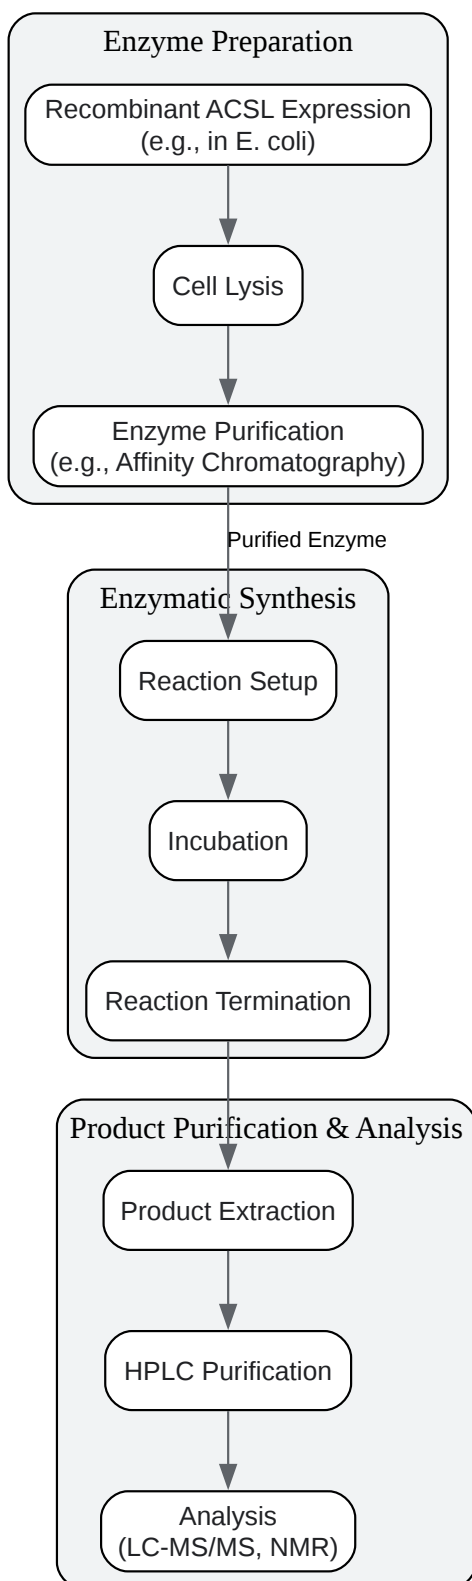 Enzyme Preparation
Recombinant ACSL Expression
(e.g., in E. coli)
Cell Lysis
Enzyme Purification
(e.g., Affinity Chromatography)
Purified Enzyme
Enzymatic Synthesis
Reaction Setup
Incubation
Reaction Termination
Product Purification & Analysis
Product Extraction
HPLC Purification
Analysis
(LC-MS/MS, NMR)